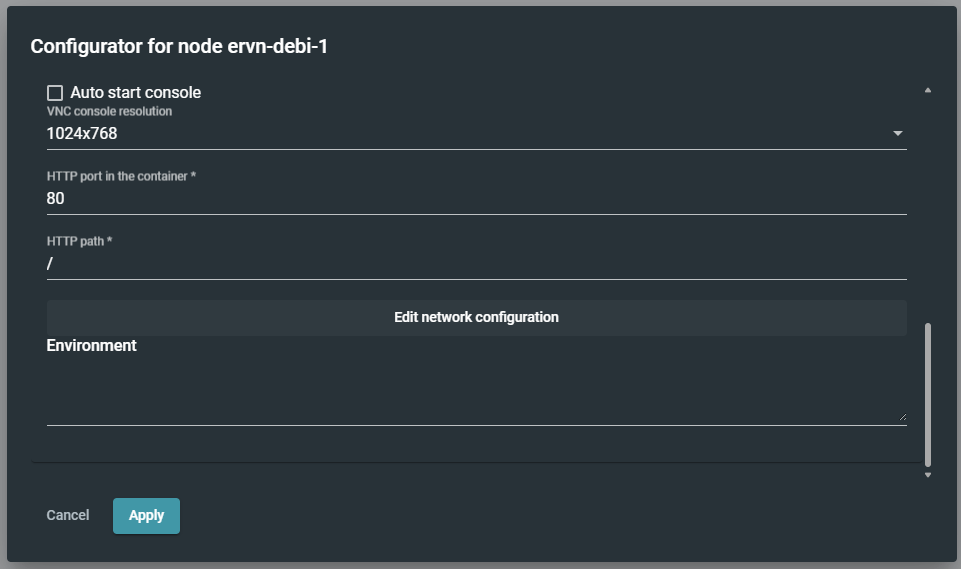 Configurator for node ervn-debi-1
Auto start console
VNC console resolution
1024x768
HTTP port in the container *
80
HTTP path *
/
Edit network configuration
Environment
Cancel
Apply